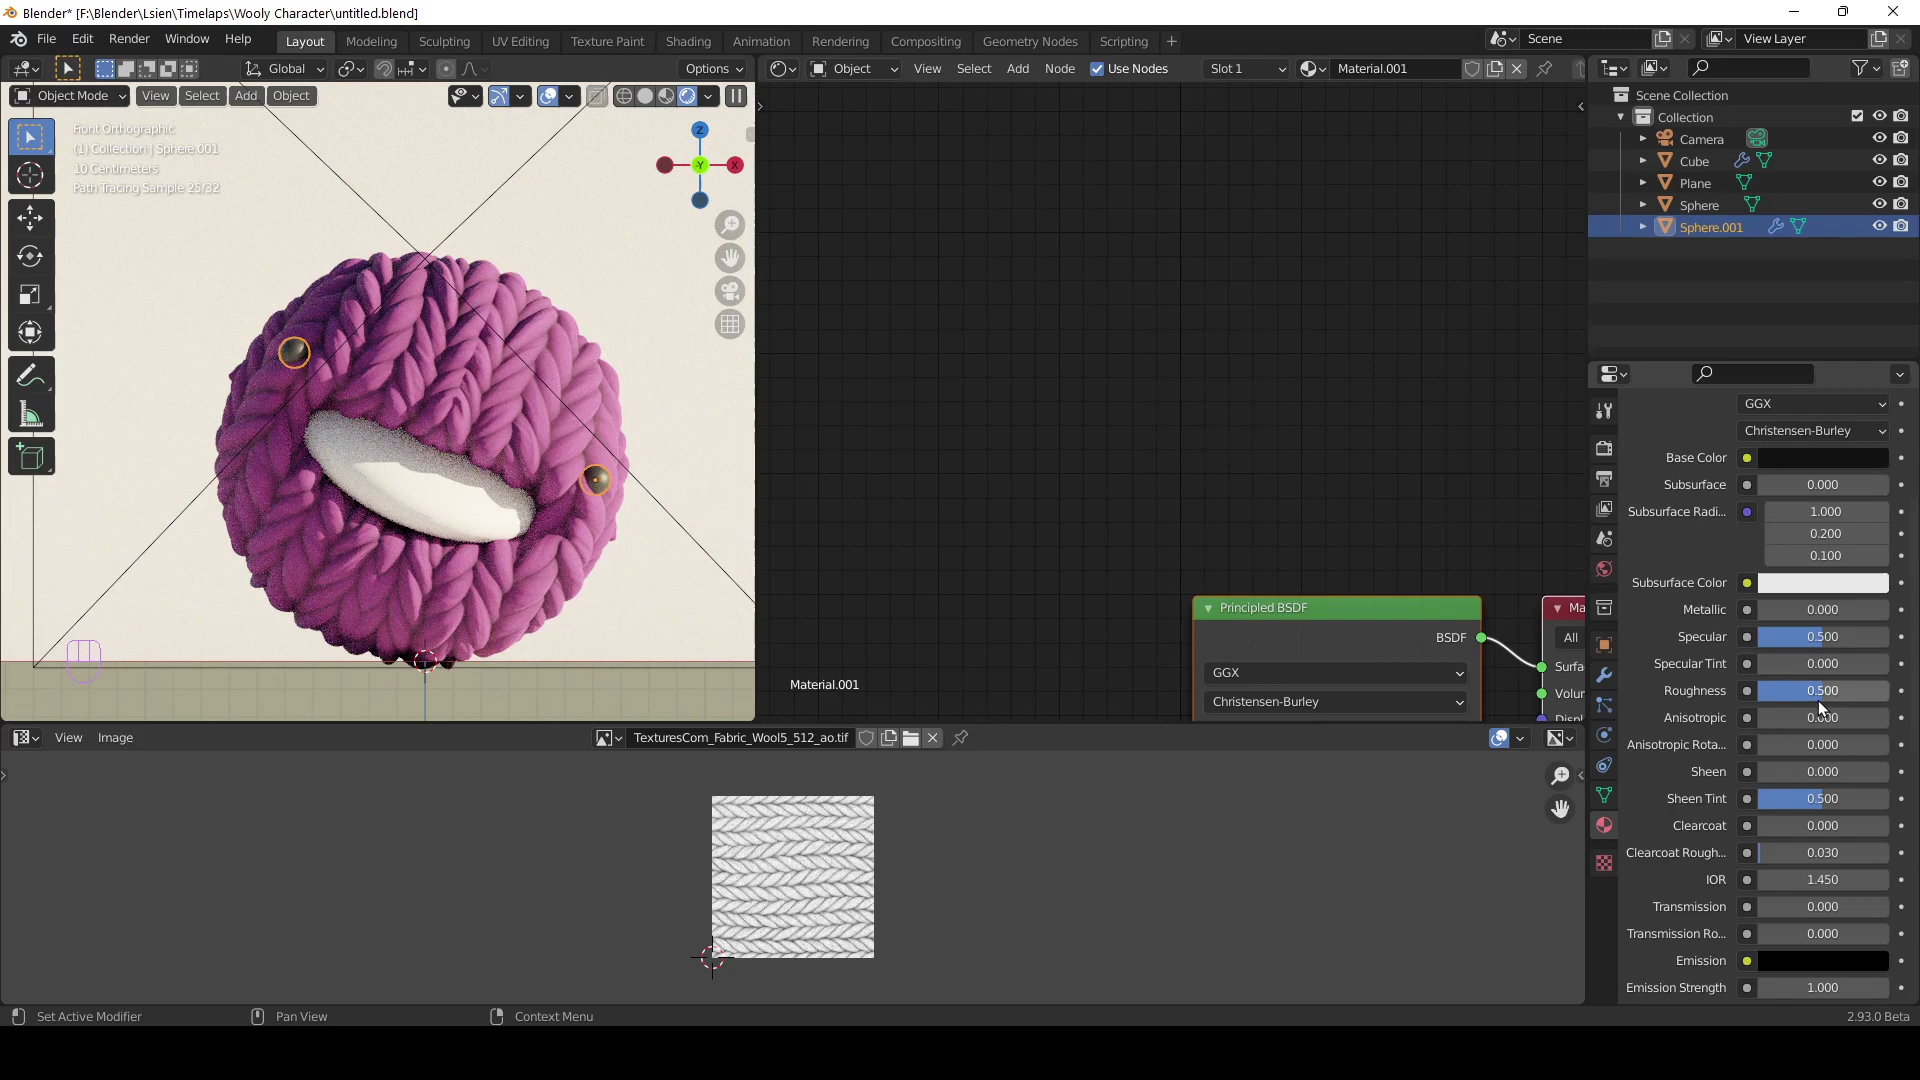 Blender* [F:\Blender\Lsien\Timelaps\Wooly Character\untitled.blend]
File Edit Render Window Help Layout Modeling Sculpting UV Editing Texture Paint Shading Animation Rendering Compositing Geometry Nodes Scripting + Scene View Layer
Global Options Object View Select Add Node Use Nodes Slot 1 Material.001
Object Mode View Select Add Object
Front Orthographic
(1) Collection | Sphere.001
10 Centimeters
Path Tracing Sample 25/32
Z
Y
X
Scene Collection
Collection
Camera
Cube
Plane
Sphere
Sphere.001
GGX
Christensen-Burley
Base Color
Subsurface 0.000
Subsurface Radi... 1.000
0.200
0.100
Subsurface Color
Metallic 0.000
Specular 0.500
Specular Tint 0.000
Roughness 0.500
Anisotropic 0.000
Anisotropic Rota... 0.000
Sheen 0.000
Sheen Tint 0.500
Clearcoat 0.000
Clearcoat Rough... 0.030
IOR 1.450
Transmission 0.000
Transmission Ro... 0.000
Emission
Emission Strength 1.000
Principled BSDF
BSDF
GGX
Christensen-Burley
Ma
All
Surfa
Volur
Displ
Material.001
View Image TexturesCom_Fabric_Wool5_512_ao.tif
Set Active Modifier Pan View Context Menu 2.93.0 Beta